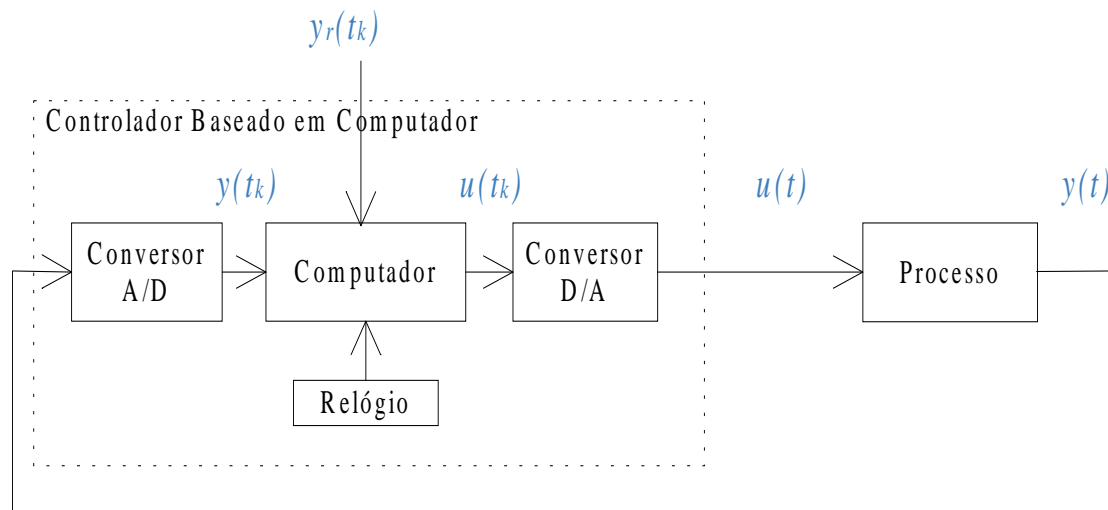 yr(tk)
Controlador Baseado em Computador
y(tk)
u(tk)
u(t)
y(t)
Conversor
A/D
Computador
Conversor
D/A
Processo
Relógio